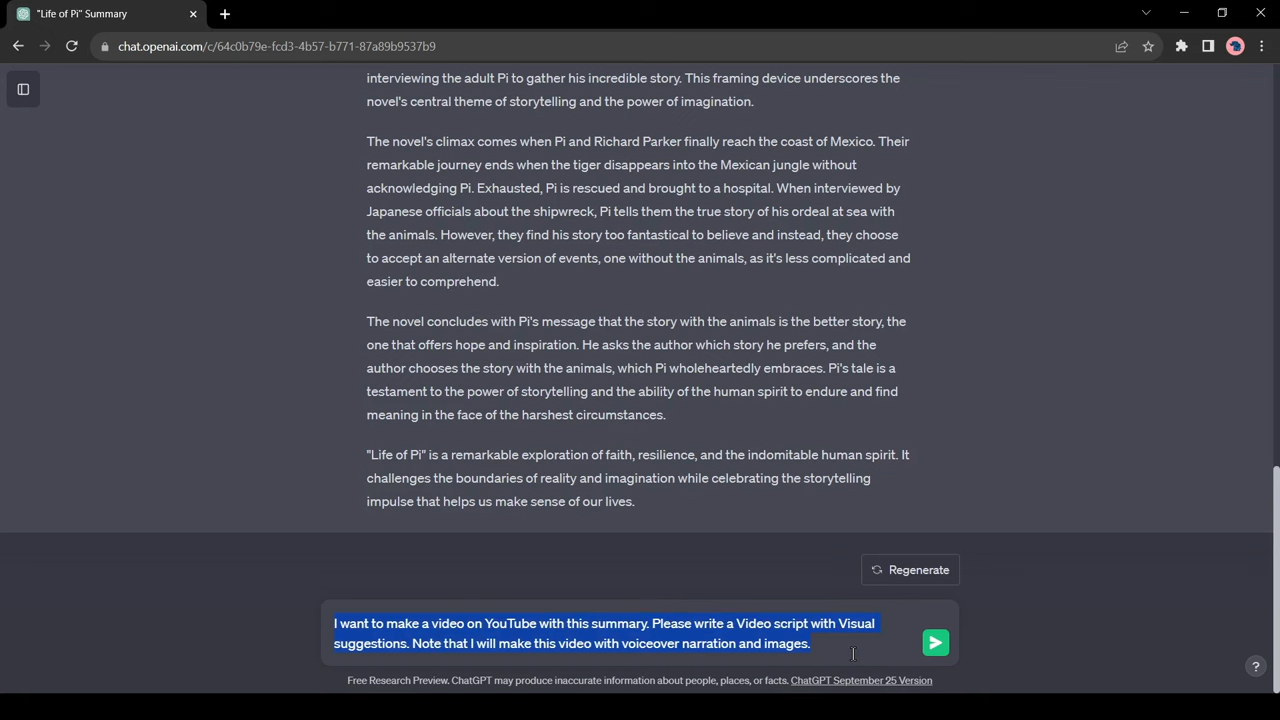 "Life of Pi" Summary
chat.openai.com/c/64c0b79e-fcd3-4b57-b771-87a89b9537b9
interviewing the adult Pi to gather his incredible story. This framing device underscores the
novel's central theme of storytelling and the power of imagination.
The novel's climax comes when Pi and Richard Parker finally reach the coast of Mexico. Their
remarkable journey ends when the tiger disappears into the Mexican jungle without
acknowledging Pi. Exhausted, Pi is rescued and brought to a hospital. When interviewed by
Japanese officials about the shipwreck, Pi tells them the true story of his ordeal at sea with
the animals. However, they find his story too fantastical to believe and instead, they choose
to accept an alternate version of events, one without the animals, as it's less complicated and
easier to comprehend.
The novel concludes with Pi's message that the story with the animals is the better story, the
one that offers hope and inspiration. He asks the author which story he prefers, and the
author chooses the story with the animals, which Pi wholeheartedly embraces. Pi's tale is a
testament to the power of storytelling and the ability of the human spirit to endure and find
meaning in the face of the harshest circumstances.
"Life of Pi" is a remarkable exploration of faith, resilience, and the indomitable human spirit. It
challenges the boundaries of reality and imagination while celebrating the storytelling
impulse that helps us make sense of our lives.
Regenerate
I want to make a video on YouTube with this summary. Please write a Video script with Visual
suggestions. Note that I will make this video with voiceover narration and images.
Free Research Preview. ChatGPT may produce inaccurate information about people, places, or facts. ChatGPT September 25 Version
?